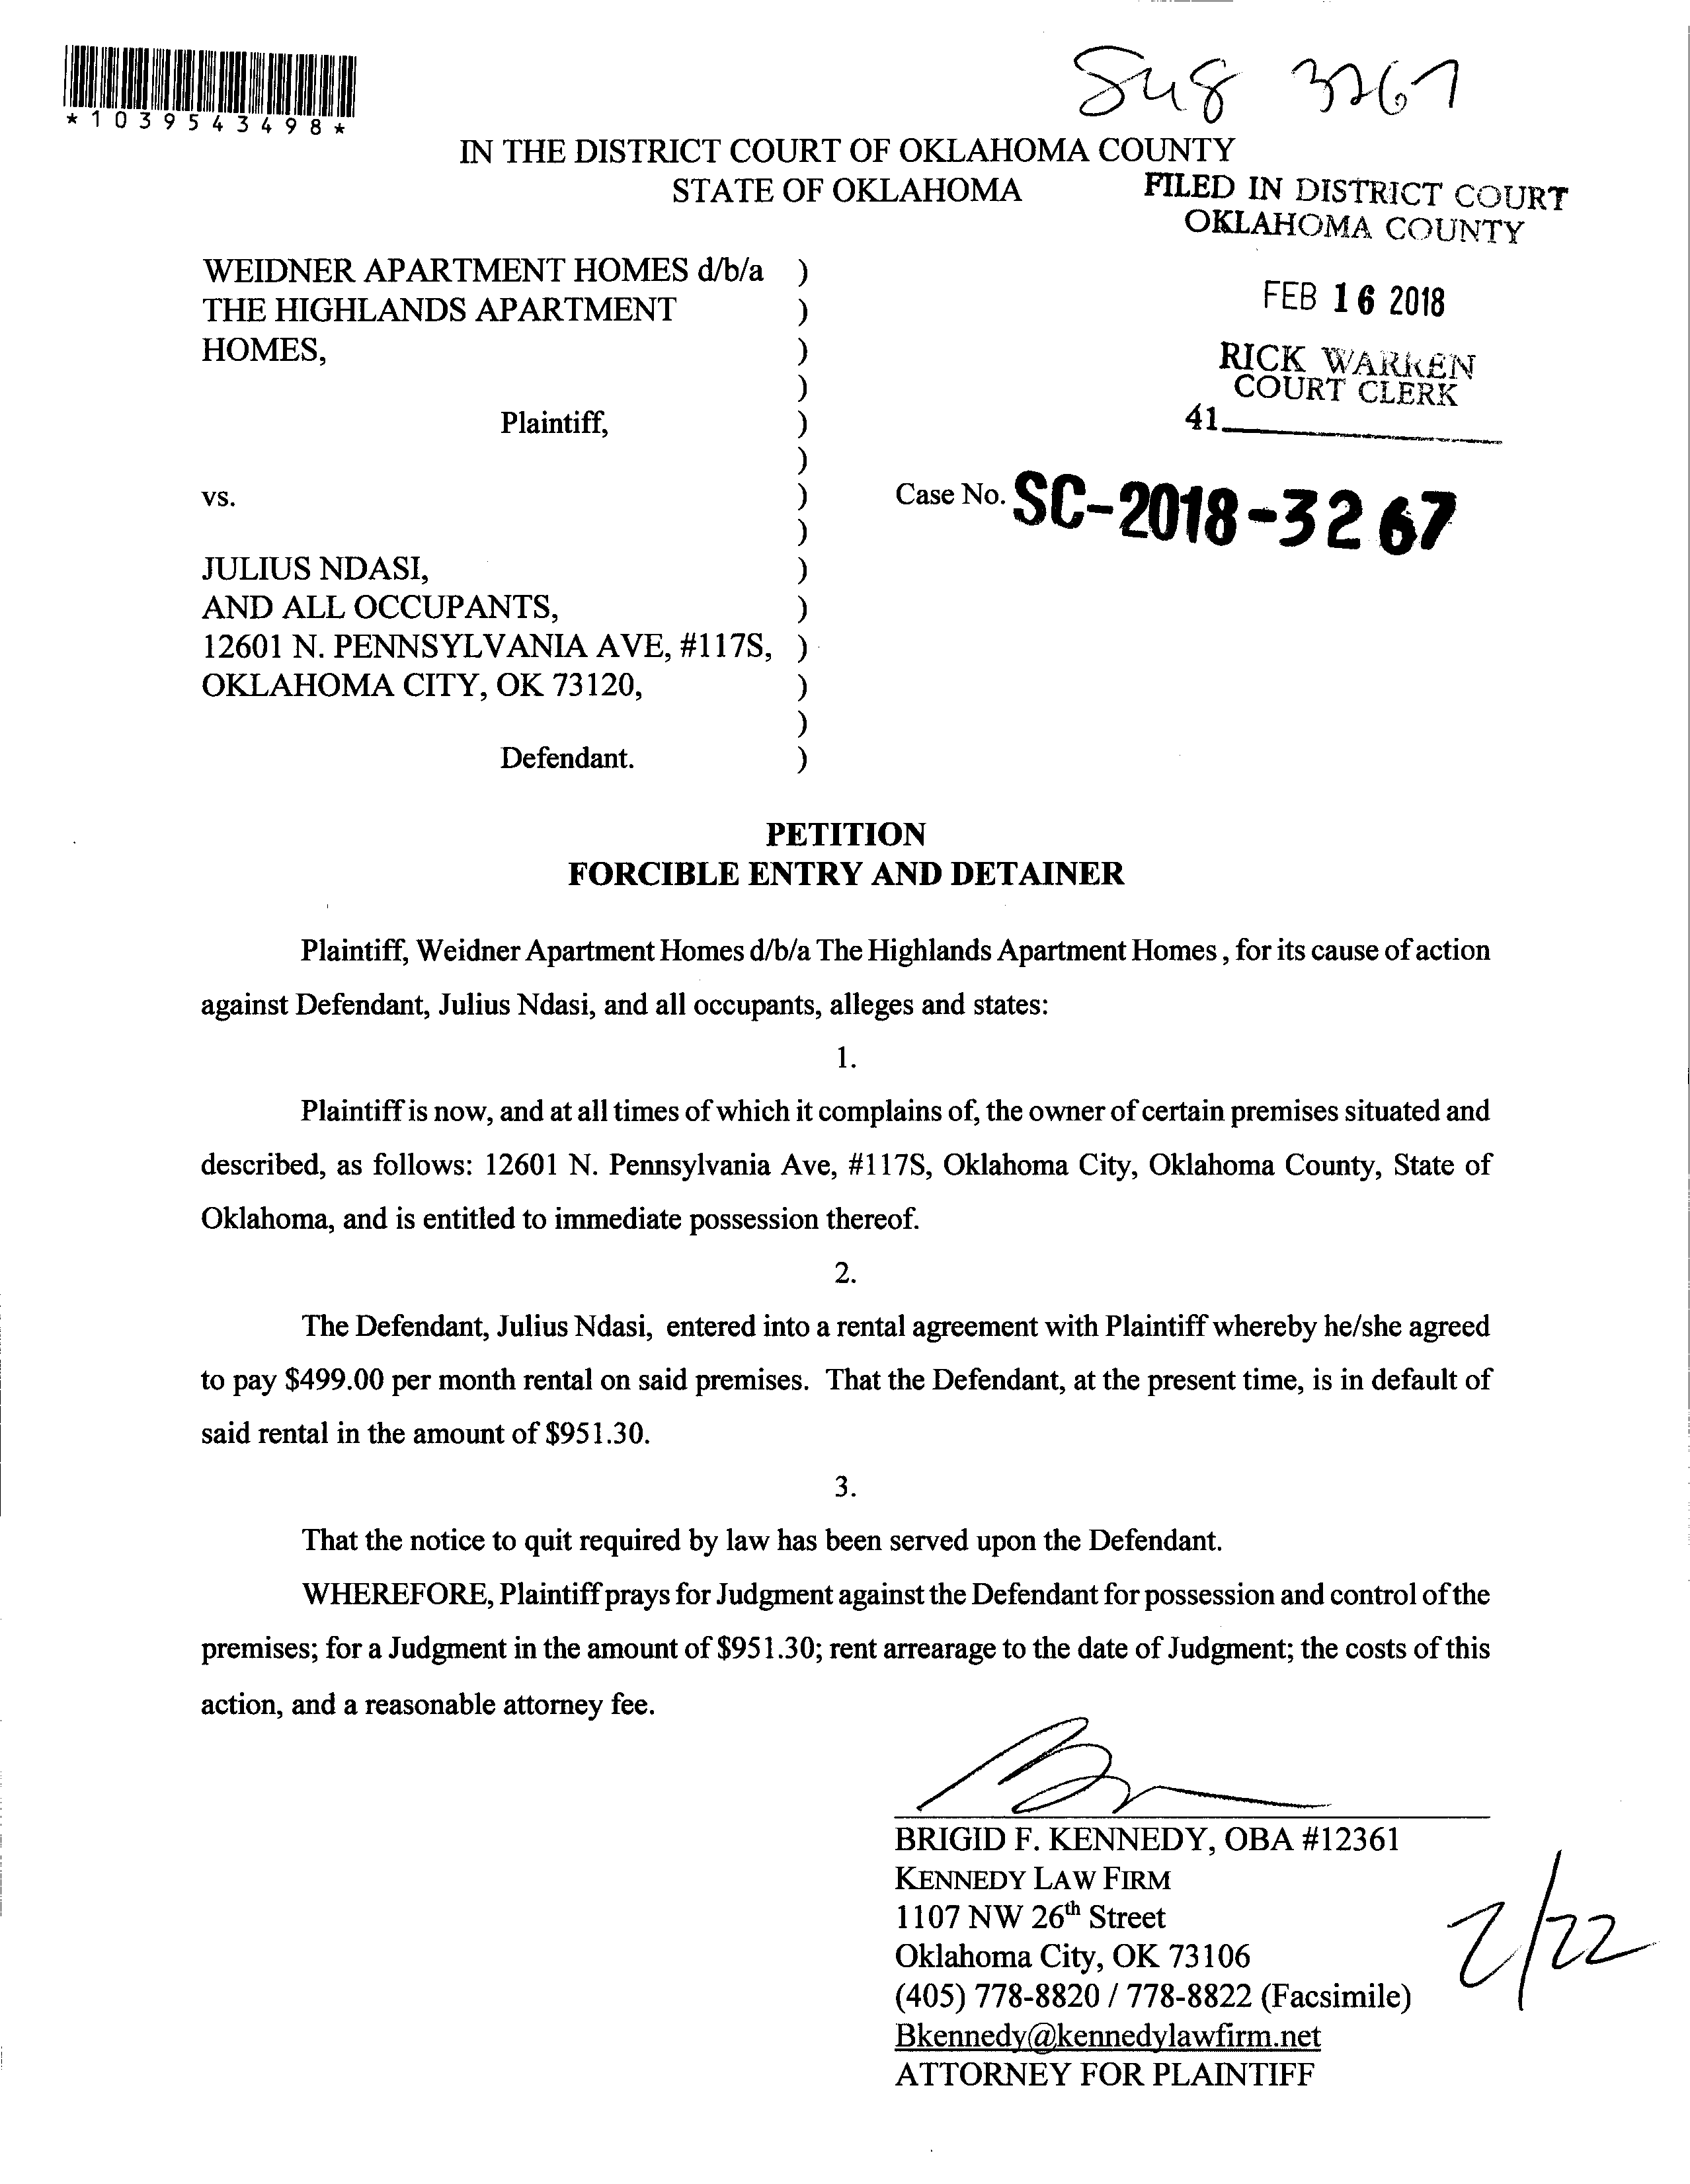 *1039543498*
Sug 3267
IN THE DISTRICT COURT OF OKLAHOMA COUNTY
STATE OF OKLAHOMA
FILED IN DISTRICT COURT
OKLAHOMA COUNTY
FEB 16 2018
RICK WARREN
COURT CLERK
41
WEIDNER APARTMENT HOMES d/b/a )
THE HIGHLANDS APARTMENT )
HOMES, )
)
Plaintiff, )
)
vs. ) Case No. SC-2018-3267
)
JULIUS NDASI, )
AND ALL OCCUPANTS, )
12601 N. PENNSYLVANIA AVE, #117S, )
OKLAHOMA CITY, OK 73120, )
)
Defendant. )
PETITION
FORCIBLE ENTRY AND DETAINER
Plaintiff, Weidner Apartment Homes d/b/a The Highlands Apartment Homes , for its cause of action
against Defendant, Julius Ndasi, and all occupants, alleges and states:
1.
Plaintiff is now, and at all times of which it complains of, the owner of certain premises situated and
described, as follows: 12601 N. Pennsylvania Ave, #117S, Oklahoma City, Oklahoma County, State of
Oklahoma, and is entitled to immediate possession thereof.
2.
The Defendant, Julius Ndasi, entered into a rental agreement with Plaintiff whereby he/she agreed
to pay $499.00 per month rental on said premises. That the Defendant, at the present time, is in default of
said rental in the amount of $951.30.
3.
That the notice to quit required by law has been served upon the Defendant.
WHEREFORE, Plaintiff prays for Judgment against the Defendant for possession and control of the
premises; for a Judgment in the amount of $951.30; rent arrearage to the date of Judgment; the costs of this
action, and a reasonable attorney fee.
BRIGID F. KENNEDY, OBA #12361
KENNEDY LAW FIRM
1107 NW 26th Street
Oklahoma City, OK 73106
(405) 778-8820 / 778-8822 (Facsimile)
Bkennedy@kennedylawfirm.net
ATTORNEY FOR PLAINTIFF
2/22